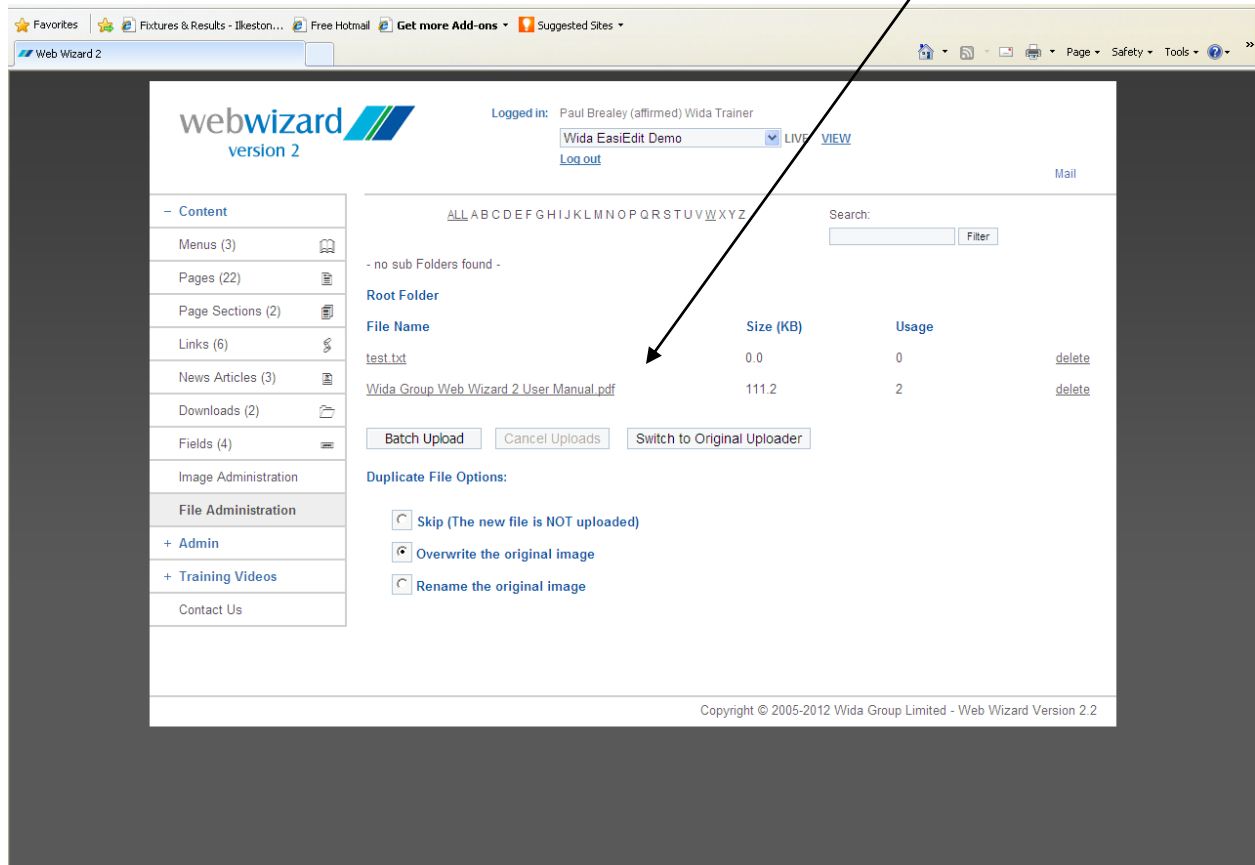 Favorites Fixtures & Results - Ilkeston... Free Hotmail Get more Add-ons Suggested Sites
Web Wizard 2 Page Safety Tools »
webwizard
version 2
Logged in: Paul Brealey (affirmed) Wida Trainer
Wida EasiEdit Demo LIVE VIEW
Log out
Mail
– Content
Menus (3)
Pages (22)
Page Sections (2)
Links (6)
News Articles (3)
Downloads (2)
Fields (4)
Image Administration
File Administration
+ Admin
+ Training Videos
Contact Us
ALL A B C D E F G H I J K L M N O P Q R S T U V W X Y Z
Search:
Filter
- no sub Folders found -
Root Folder
File Name Size (KB) Usage
test.txt 0.0 0 delete
Wida Group Web Wizard 2 User Manual.pdf 111.2 2 delete
Batch Upload Cancel Uploads Switch to Original Uploader
Duplicate File Options:
Skip (The new file is NOT uploaded)
Overwrite the original image
Rename the original image
Copyright © 2005-2012 Wida Group Limited - Web Wizard Version 2.2